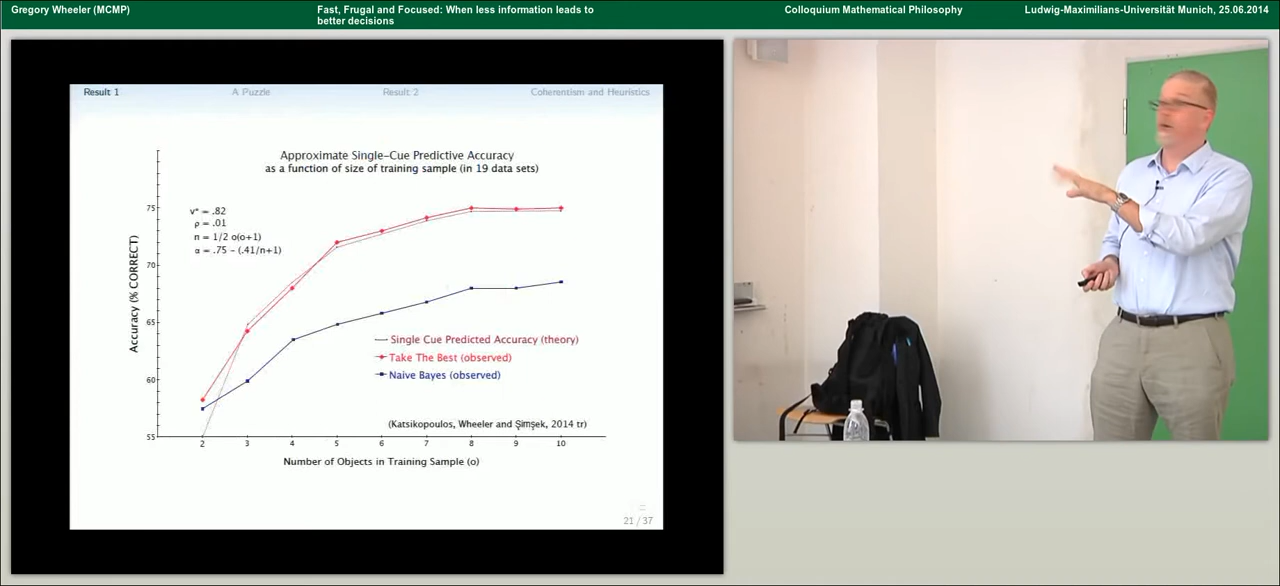 Gregory Wheeler (MCMP)
Fast, Frugal and Focused: When less information leads to
better decisions
Colloquium Mathematical Philosophy
Ludwig-Maximilians-Universität Munich, 25.06.2014
Result 1
A Puzzle
Result 2
Coherentism and Heuristics
Approximate Single-Cue Predictive Accuracy
as a function of size of training sample (in 19 data sets)
v* = .82
ρ = .01
n = 1/2 o(o+1)
α = .75 - (.41/n+1)
Accuracy (% CORRECT)
75
70
65
60
55
Single Cue Predicted Accuracy (theory)
Take The Best (observed)
Naive Bayes (observed)
(Katsikopoulos, Wheeler and Şimşek, 2014 tr)
2 3 4 5 6 7 8 9 10
Number of Objects in Training Sample (o)
21 / 37